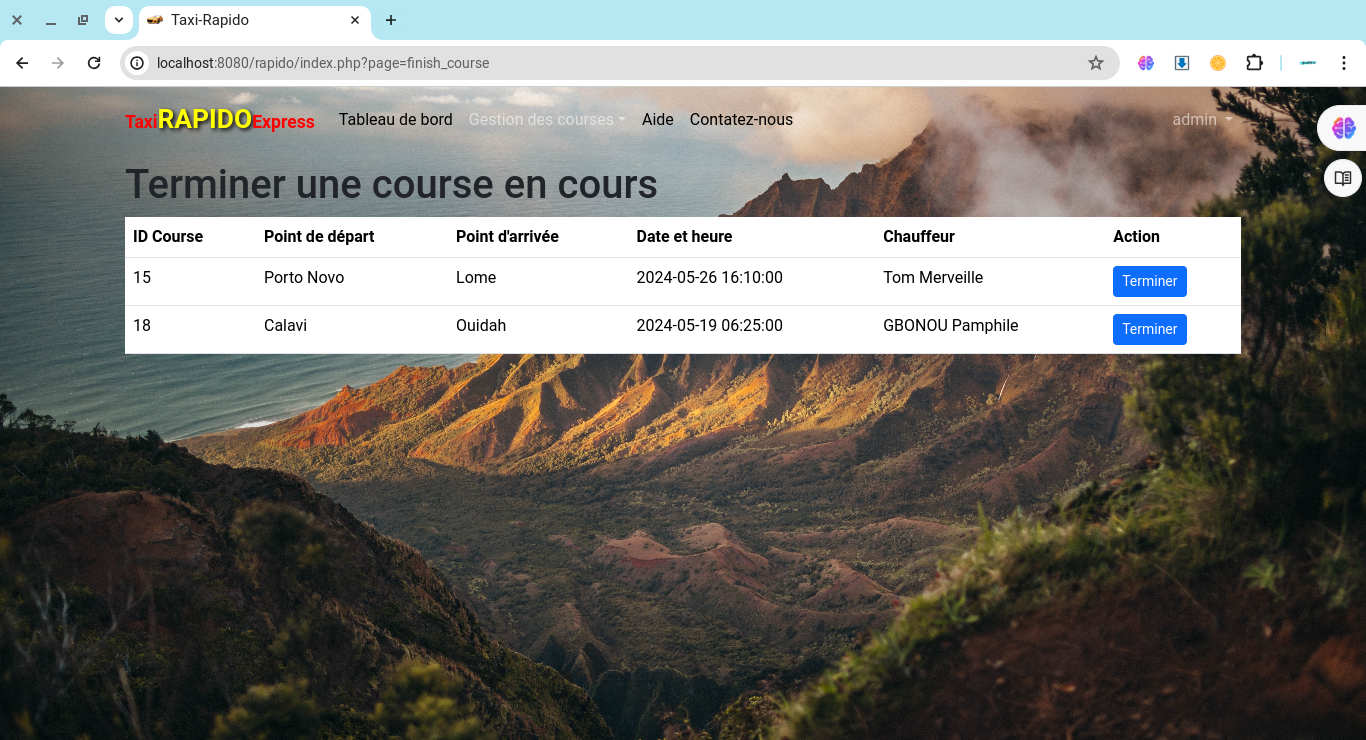 Taxi-Rapido
localhost:8080/rapido/index.php?page=finish_course
TaxiRAPIDOExpress Tableau de bord Gestion des courses Aide Contatez-nous admin
Terminer une course en cours
ID Course Point de départ Point d'arrivée Date et heure Chauffeur Action
15 Porto Novo Lome 2024-05-26 16:10:00 Tom Merveille Terminer
18 Calavi Ouidah 2024-05-19 06:25:00 GBONOU Pamphile Terminer